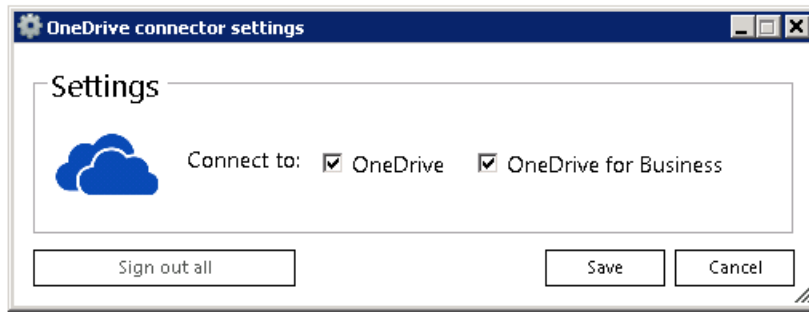 OneDrive connector settings
Settings
Connect to: OneDrive OneDrive for Business
Sign out all Save Cancel